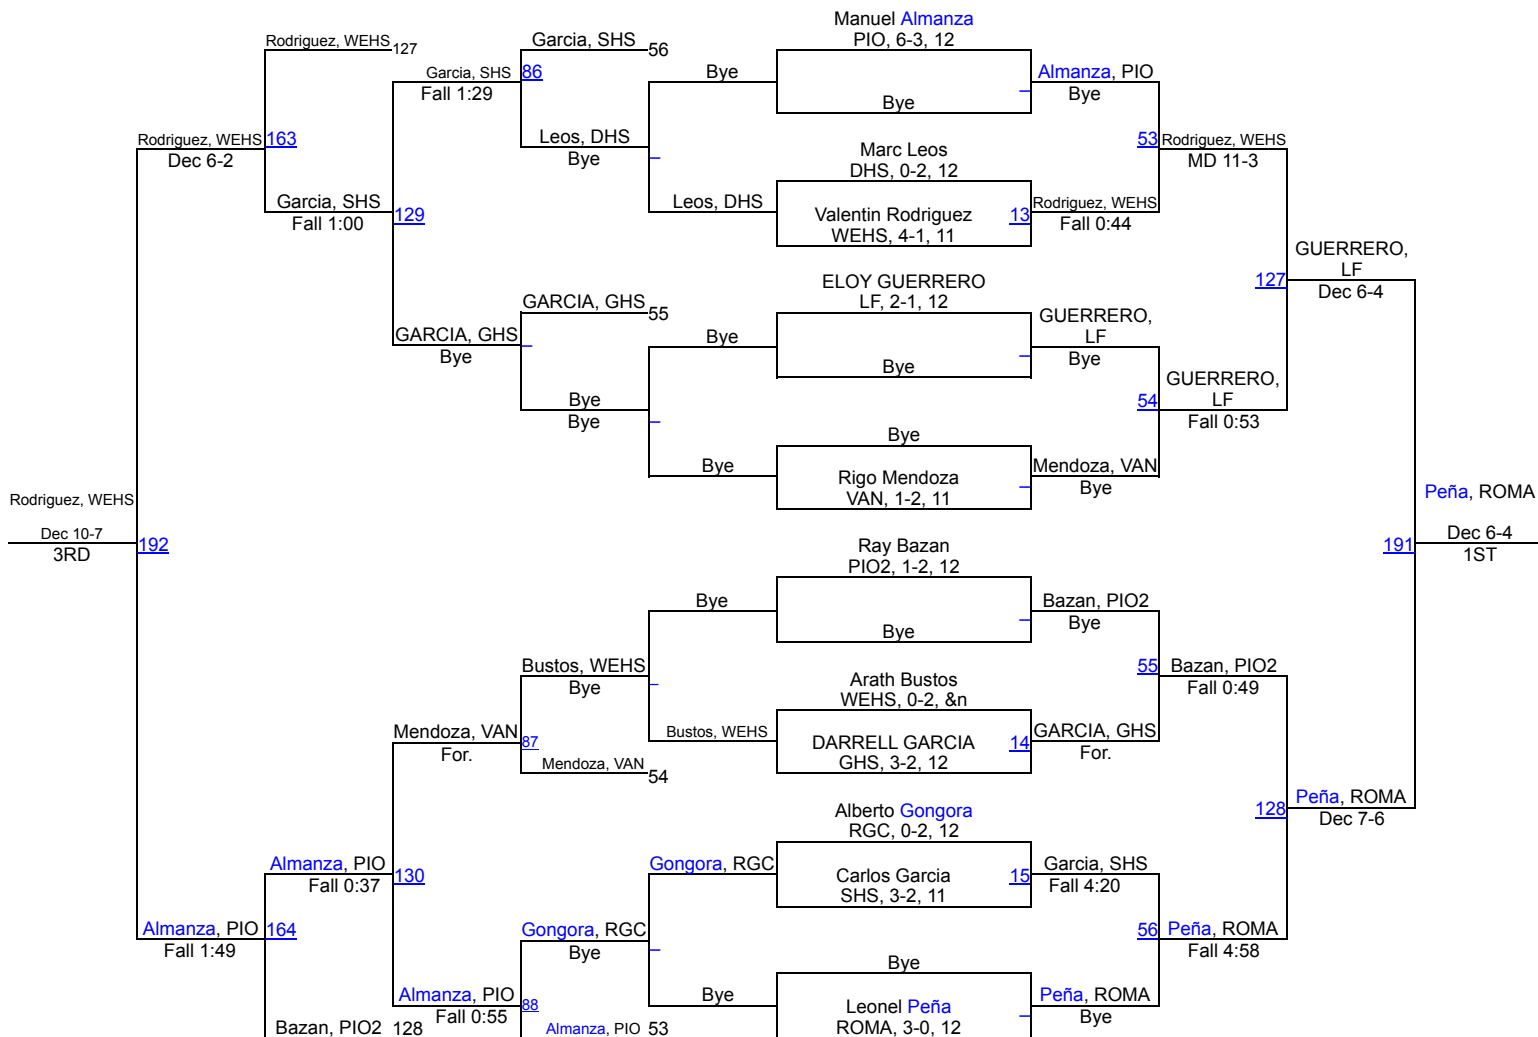 Manuel Almanza
PIO, 6-3, 12
Rodriguez, WEHS
127
Garcia, SHS
56
Garcia, SHS
86
Fall 1:29
Bye
Almanza, PIO
Bye
Bye
Rodriguez, WEHS
163
Dec 6-2
Leos, DHS
Bye
Marc Leos
DHS, 0-2, 12
53
Rodriguez, WEHS
MD 11-3
Garcia, SHS
129
Fall 1:00
Leos, DHS
Valentin Rodriguez
WEHS, 4-1, 11
13
Rodriguez, WEHS
Fall 0:44
GUERRERO,
LF
127
Dec 6-4
GARCIA, GHS
55
ELOY GUERRERO
LF, 2-1, 12
GARCIA, GHS
Bye
Bye
GUERRERO,
LF
Bye
Bye
Bye
Bye
54
GUERRERO,
LF
Fall 0:53
Bye
Bye
Rigo Mendoza
VAN, 1-2, 11
Mendoza, VAN
Bye
Rodriguez, WEHS
Dec 10-7
3RD
192
Peña, ROMA
191
Dec 6-4
1ST
Ray Bazan
PIO2, 1-2, 12
Bye
Bye
Bazan, PIO2
Bye
Bustos, WEHS
Bye
Arath Bustos
WEHS, 0-2, &n
55
Bazan, PIO2
Fall 0:49
Mendoza, VAN
87
For.
Bustos, WEHS
DARRELL GARCIA
GHS, 3-2, 12
14
GARCIA, GHS
For.
Mendoza, VAN
54
Alberto Gongora
RGC, 0-2, 12
128
Peña, ROMA
Dec 7-6
Almanza, PIO
130
Fall 0:37
Gongora, RGC
Carlos Garcia
SHS, 3-2, 11
15
Garcia, SHS
Fall 4:20
Almanza, PIO
164
Fall 1:49
Gongora, RGC
Bye
56
Peña, ROMA
Fall 4:58
Bye
Almanza, PIO
88
Fall 0:55
Bye
Leonel Peña
ROMA, 3-0, 12
Peña, ROMA
Bye
Bazan, PIO2
128
Almanza, PIO
53